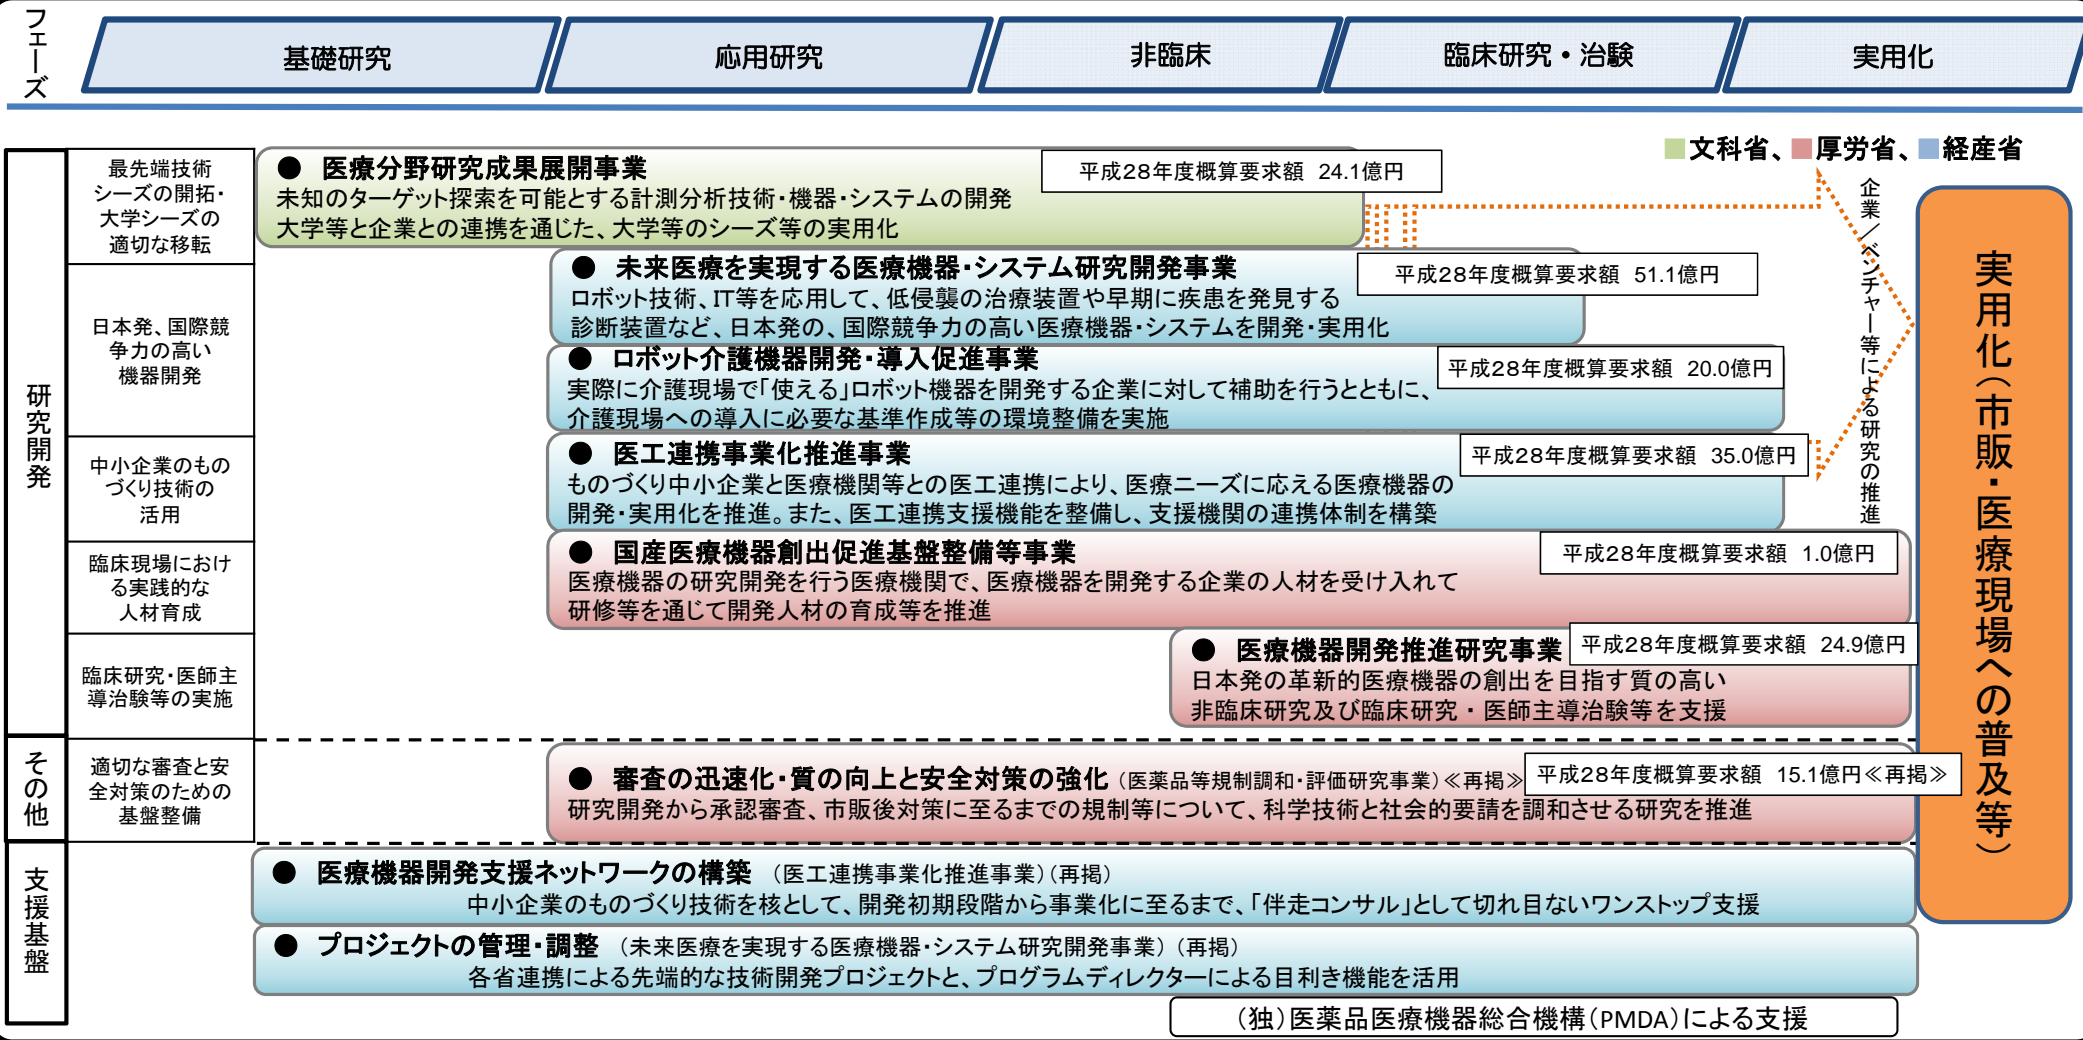 フェーズ
基礎研究
応用研究
非臨床
臨床研究・治験
実用化
■文科省、■厚労省、■経産省
研究開発
最先端技術
シーズの開拓・
大学シーズの
適切な移転
● 医療分野研究成果展開事業
平成28年度概算要求額 24.1億円
未知のターゲット探索を可能とする計測分析技術・機器・システムの開発
大学等と企業との連携を通じた、大学等のシーズ等の実用化
日本発、国際競
争力の高い
機器開発
● 未来医療を実現する医療機器・システム研究開発事業
平成28年度概算要求額 51.1億円
ロボット技術、IT等を応用して、低侵襲の治療装置や早期に疾患を発見する
診断装置など、日本発の、国際競争力の高い医療機器・システムを開発・実用化
● ロボット介護機器開発・導入促進事業
平成28年度概算要求額 20.0億円
実際に介護現場で「使える」ロボット機器を開発する企業に対して補助を行うとともに、
介護現場への導入に必要な基準作成等の環境整備を実施
中小企業のもの
づくり技術の
活用
● 医工連携事業化推進事業
平成28年度概算要求額 35.0億円
ものづくり中小企業と医療機関等との医工連携により、医療ニーズに応える医療機器の
開発・実用化を推進。また、医工連携支援機能を整備し、支援機関の連携体制を構築
臨床現場におけ
る実践的な
人材育成
● 国産医療機器創出促進基盤整備等事業
平成28年度概算要求額 1.0億円
医療機器の研究開発を行う医療機関で、医療機器を開発する企業の人材を受け入れて
研修等を通じて開発人材の育成等を推進
臨床研究・医師主
導治験等の実施
● 医療機器開発推進研究事業
平成28年度概算要求額 24.9億円
日本発の革新的医療機器の創出を目指す質の高い
非臨床研究及び臨床研究・医師主導治験等を支援
企業／ベンチャー等による研究の推進
実用化（市販・医療現場への普及等）
その他
適切な審査と安
全対策のための
基盤整備
● 審査の迅速化・質の向上と安全対策の強化（医薬品等規制調和・評価研究事業）≪再掲≫
平成28年度概算要求額 15.1億円≪再掲≫
研究開発から承認審査、市販後対策に至るまでの規制等について、科学技術と社会的要請を調和させる研究を推進
支援基盤
● 医療機器開発支援ネットワークの構築 （医工連携事業化推進事業）（再掲）
中小企業のものづくり技術を核として、開発初期段階から事業化に至るまで、「伴走コンサル」として切れ目ないワンストップ支援
● プロジェクトの管理・調整 （未来医療を実現する医療機器・システム研究開発事業）（再掲）
各省連携による先端的な技術開発プロジェクトと、プログラムディレクターによる目利き機能を活用
（独）医薬品医療機器総合機構（PMDA）による支援